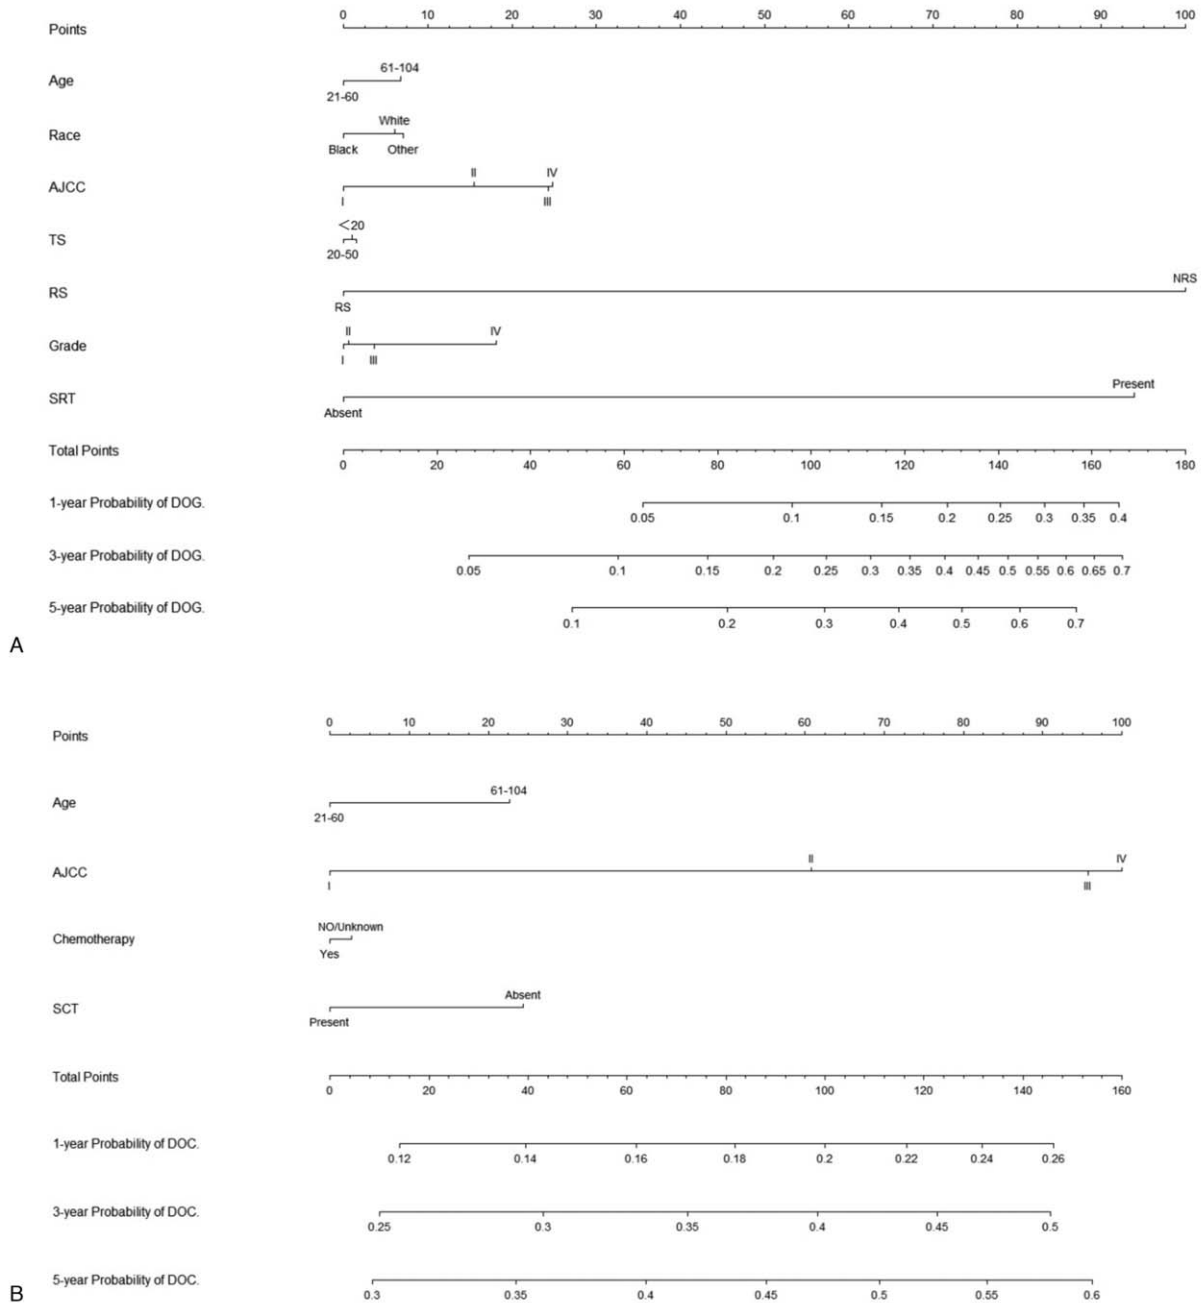 0 10 20 30 40 50 60 70 80 90 100
Points
61-104
Age
21-60
White
Race
Black Other
II IV
AJCC
I III
<20
TS
20-50
NRS
RS
RS
II IV
Grade
I III
Present
SRT
Absent
Total Points
0 20 40 60 80 100 120 140 160 180
1-year Probability of DOG.
0.05 0.1 0.15 0.2 0.25 0.3 0.35 0.4
3-year Probability of DOG.
0.05 0.1 0.15 0.2 0.25 0.3 0.35 0.4 0.45 0.5 0.55 0.6 0.65 0.7
5-year Probability of DOG.
0.1 0.2 0.3 0.4 0.5 0.6 0.7
A
0 10 20 30 40 50 60 70 80 90 100
Points
61-104
Age
21-60
II IV
AJCC
I III
NO/Unknown
Chemotherapy
Yes
Absent
SCT
Present
Total Points
0 20 40 60 80 100 120 140 160
1-year Probability of DOC.
0.12 0.14 0.16 0.18 0.2 0.22 0.24 0.26
3-year Probability of DOC.
0.25 0.3 0.35 0.4 0.45 0.5
5-year Probability of DOC.
0.3 0.35 0.4 0.45 0.5 0.55 0.6
B